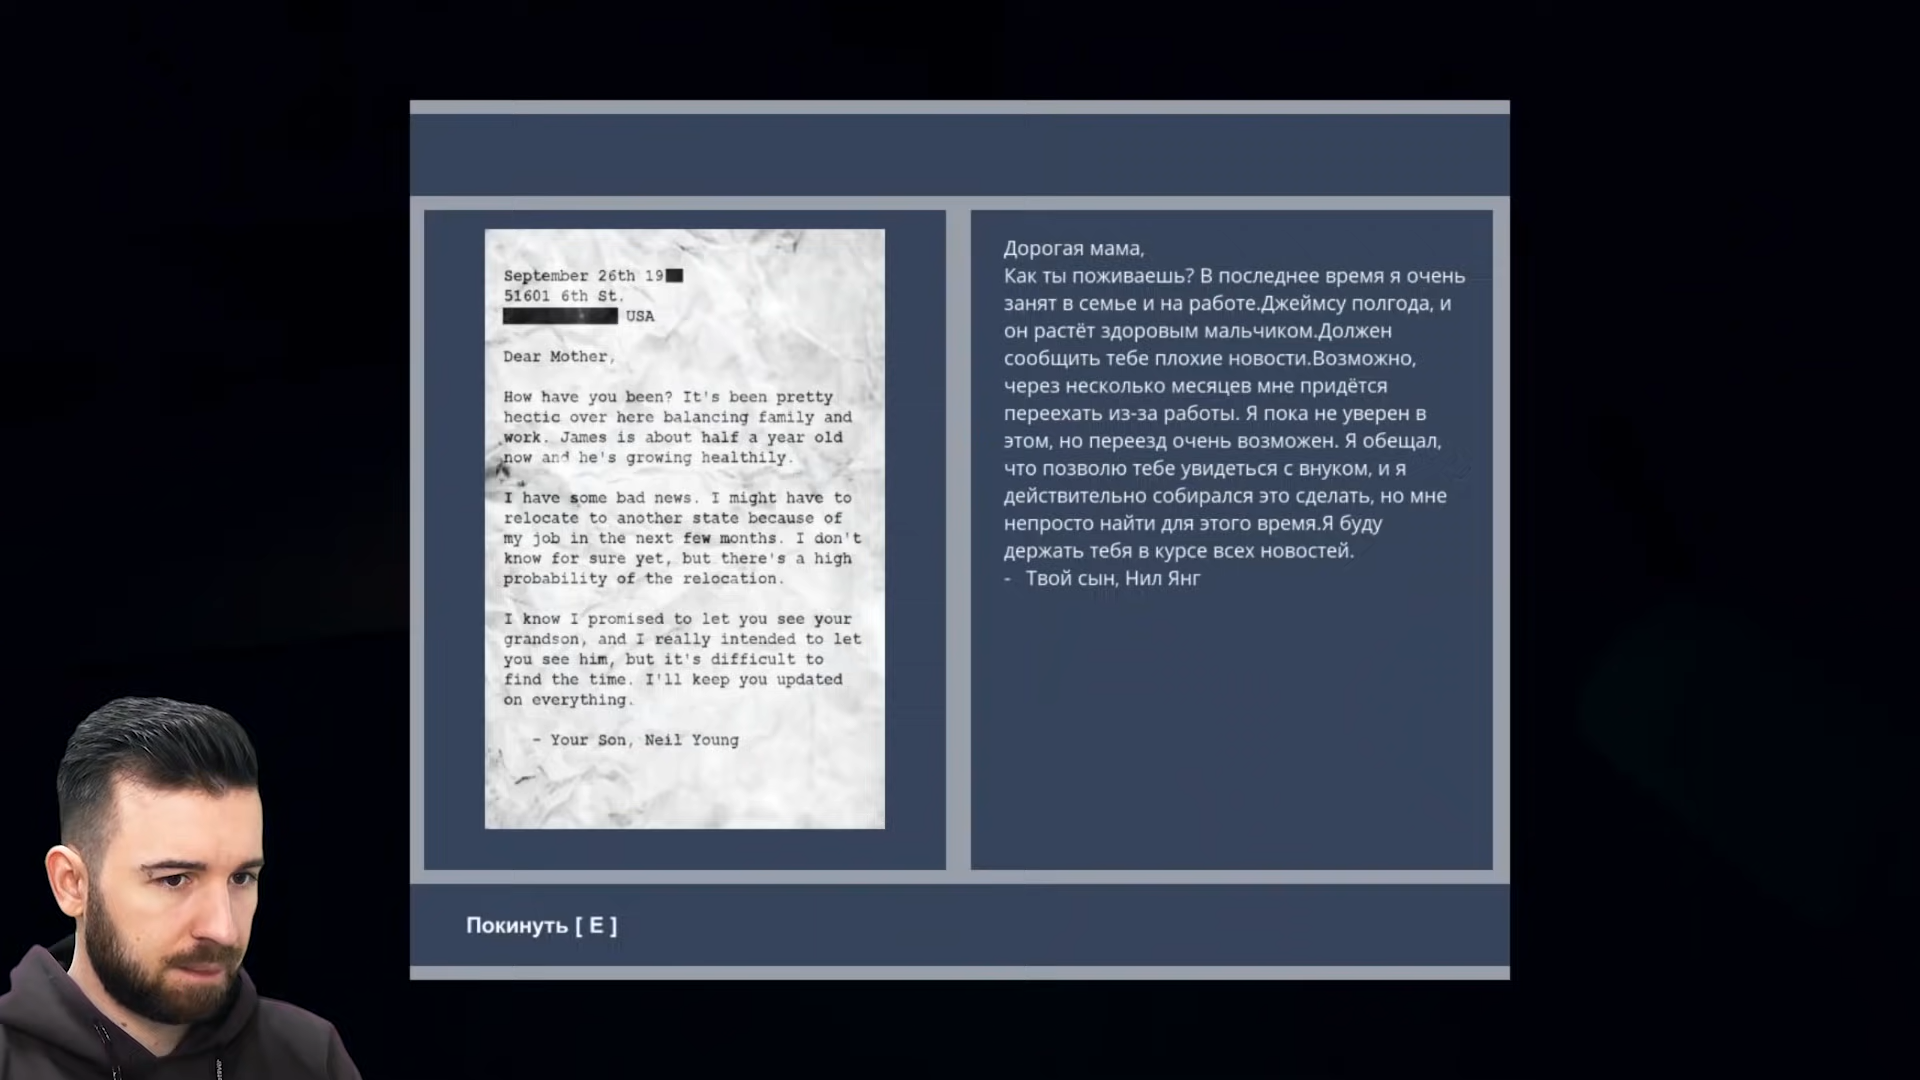 September 26th 19
51601 6th St.
USA
Dear Mother,
How have you been? It's been pretty
hectic over here balancing family and
work. James is about half a year old
now and he's growing healthily.
I have some bad news. I might have to
relocate to another state because of
my job in the next few months. I don't
know for sure yet, but there's a high
probability of the relocation.
I know I promised to let you see your
grandson, and I really intended to let
you see him, but it's difficult to
find the time. I'll keep you updated
on everything.
- Your Son, Neil Young
Дорогая мама,
Как ты поживаешь? В последнее время я очень
занят в семье и на работе.Джеймсу полгода, и
он растёт здоровым мальчиком.Должен
сообщить тебе плохие новости.Возможно,
через несколько месяцев мне придётся
переехать из-за работы. Я пока не уверен в
этом, но переезд очень возможен. Я обещал,
что позволю тебе увидеться с внуком, и я
действительно собирался это сделать, но мне
непросто найти для этого время.Я буду
держать тебя в курсе всех новостей.
- Твой сын, Нил Янг
Покинуть [ E ]